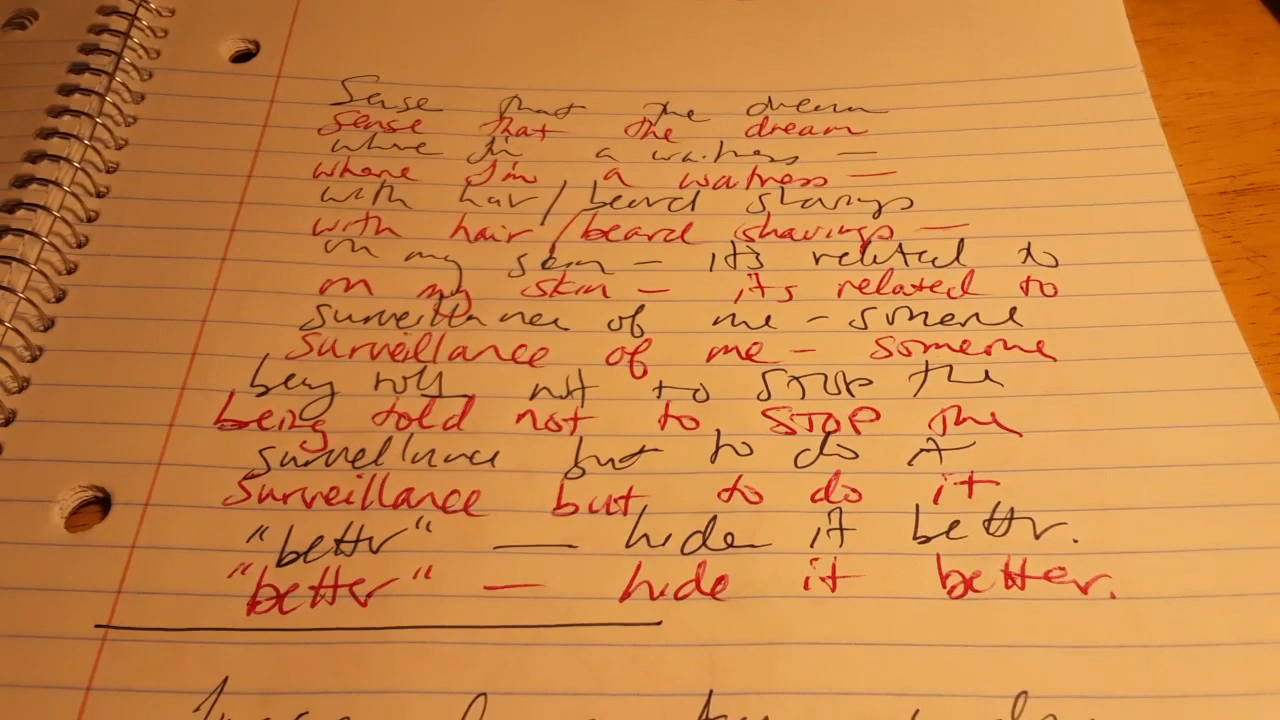 Sense that the dream
sense that the dream
where I'm a waitress —
where I'm a watress —
with hair/beard shavings
with hair/beard shavings —
on my skin — it's related to
on my skin — it's related to
surveillance of me - someone
surveillance of me - someone
being told not to STOP the
being told not to STOP the
surveillance but to do it
surveillance but to do it
"better" — hide it better.
"better" — hide it better.